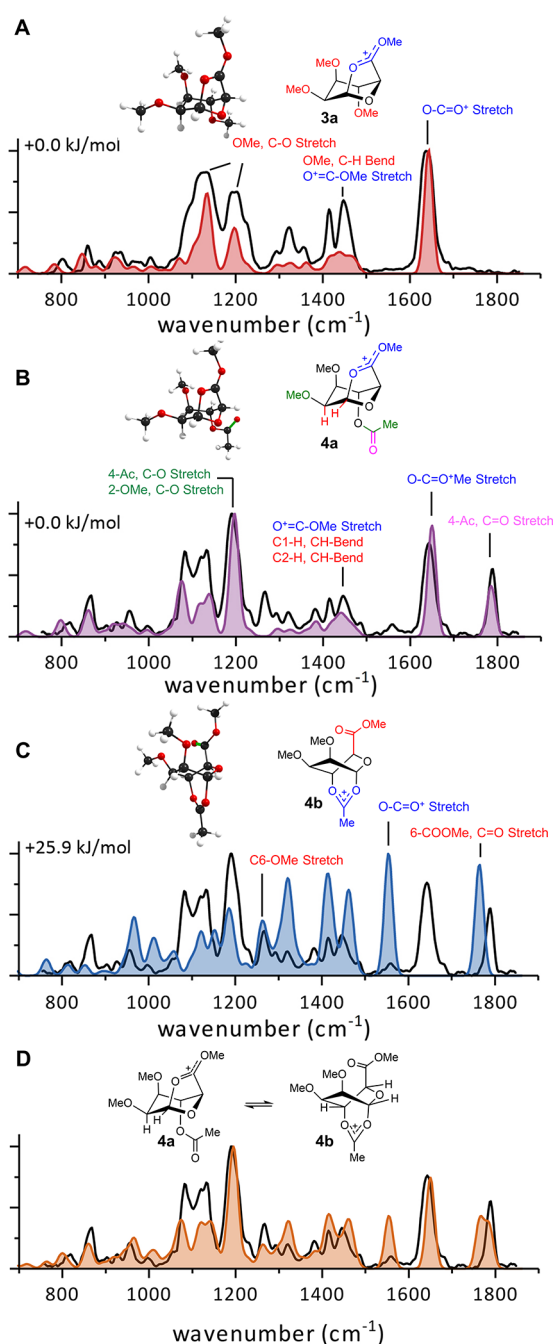 A
OMe
O
+
MeO
O
MeO
OMe
3a
O-C=O⁺ Stretch
+0.0 kJ/mol
OMe, C-O Stretch
OMe, C-H Bend
O⁺=C-OMe Stretch
800 1000 1200 1400 1600 1800
wavenumber (cm⁻¹)
B
OMe
MeO
O
+
MeO
O
H
H
O
Me
4a
O
4-Ac, C-O Stretch
2-OMe, C-O Stretch
O-C=O⁺Me Stretch
+0.0 kJ/mol
O⁺=C-OMe Stretch
4-Ac, C=O Stretch
C1-H, CH-Bend
C2-H, CH-Bend
800 1000 1200 1400 1600 1800
wavenumber (cm⁻¹)
C
OMe
O
MeO
O
MeO
O
O
+
4b
Me
O-C=O⁺ Stretch
+25.9 kJ/mol
C6-OMe Stretch
6-COOMe, C=O Stretch
800 1000 1200 1400 1600 1800
wavenumber (cm⁻¹)
D
OMe
MeO
O
+
MeO
O
H
H
O
Me
4a
O
OMe
O
MeO
O
MeO
H
H
O
O
+
4b
Me
800 1000 1200 1400 1600 1800
wavenumber (cm⁻¹)